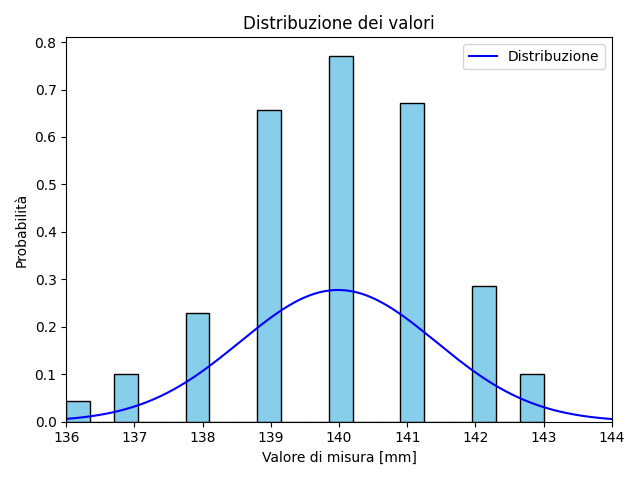 Distribuzione dei valori
Distribuzione
0.8
0.7
0.6
0.5
0.4
0.3
0.2
0.1
0.0
Probabilità
136 137 138 139 140 141 142 143 144
Valore di misura [mm]